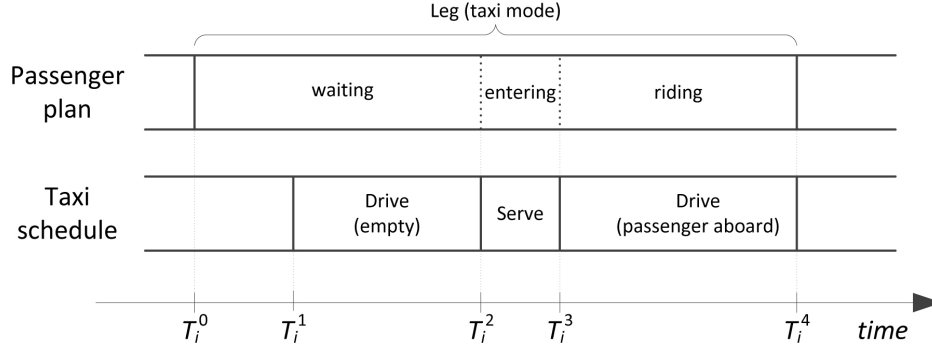 Leg (taxi mode)
Passenger
plan
waiting
entering
riding
Taxi
schedule
Drive
(empty)
Serve
Drive
(passenger aboard)
T_i^0 T_i^1 T_i^2 T_i^3 T_i^4 time